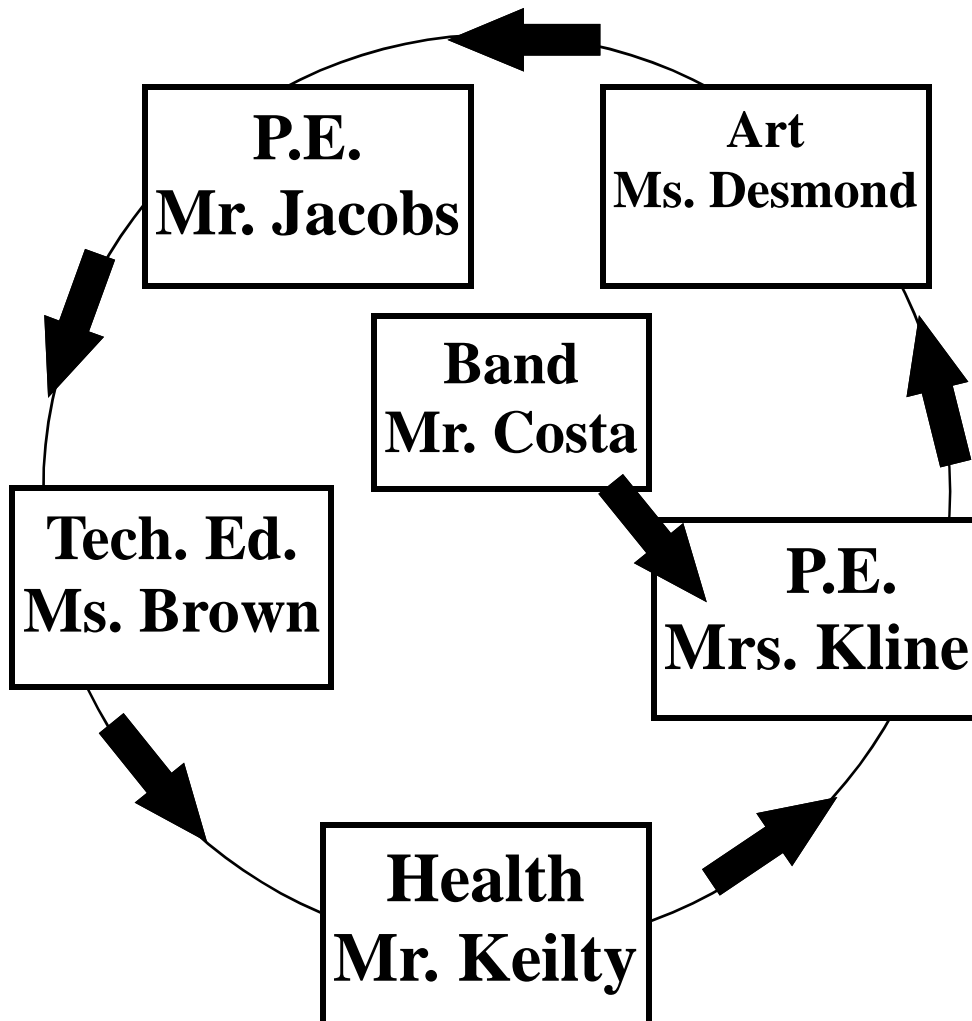 P.E.
Mr. Jacobs
Art
Ms. Desmond
Band
Mr. Costa
Tech. Ed.
Ms. Brown
P.E.
Mrs. Kline
Health
Mr. Keilty